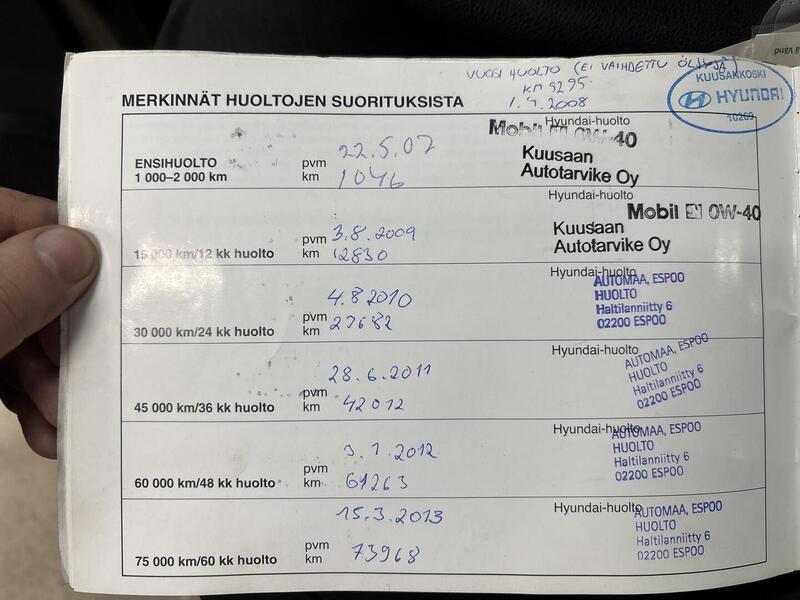 VUOSI HUOLTO (EI VAIHDETTU ÖLJYJÄ)
KM 9295
1.4.2008
KUUSANKOSKI
HYUNDAI
10269
MERKINNÄT HUOLTOJEN SUORITUKSISTA
Hyundai-huolto
Mobil 0W-40
ENSIHUOLTO
1 000–2 000 km
pvm 22.5.07
km 1046
Kuusaan
Autotarvike Oy
Hyundai-huolto
Mobil 0W-40
15 000 km/12 kk huolto
pvm 3.8.2009
km 12830
Kuusaan
Autotarvike Oy
Hyundai-huolto
30 000 km/24 kk huolto
pvm 4.8.2010
km 27682
AUTOMAA, ESPOO
HUOLTO
Haltilanniitty 6
02200 ESPOO
Hyundai-huolto
45 000 km/36 kk huolto
pvm 28.6.2011
km 42012
AUTOMAA, ESPOO
HUOLTO
Haltilanniitty 6
02200 ESPOO
Hyundai-huolto
60 000 km/48 kk huolto
pvm 3.1.2012
km 61263
AUTOMAA, ESPOO
HUOLTO
Haltilanniitty 6
02200 ESPOO
Hyundai-huolto
75 000 km/60 kk huolto
pvm 15.3.2013
km 73968
AUTOMAA, ESPOO
HUOLTO
Haltilanniitty 6
02200 ESPOO